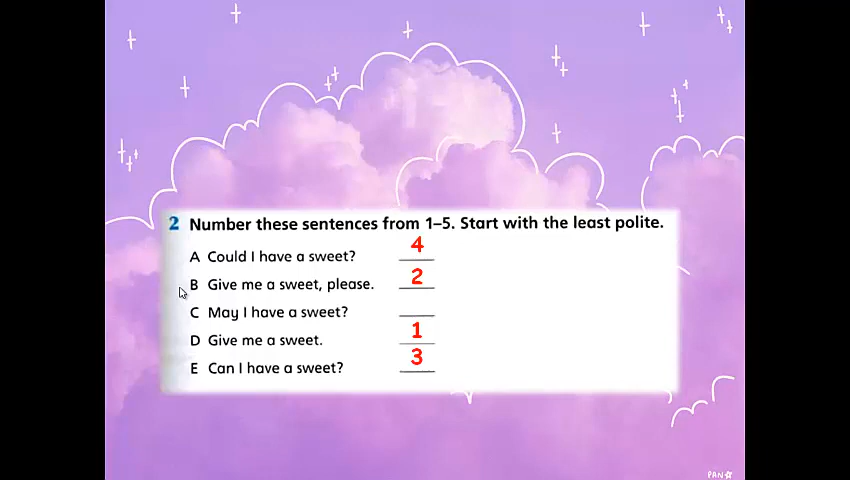 2 Number these sentences from 1–5. Start with the least polite.
A Could I have a sweet? 4
B Give me a sweet, please. 2
C May I have a sweet?
D Give me a sweet. 1
E Can I have a sweet? 3
PAN